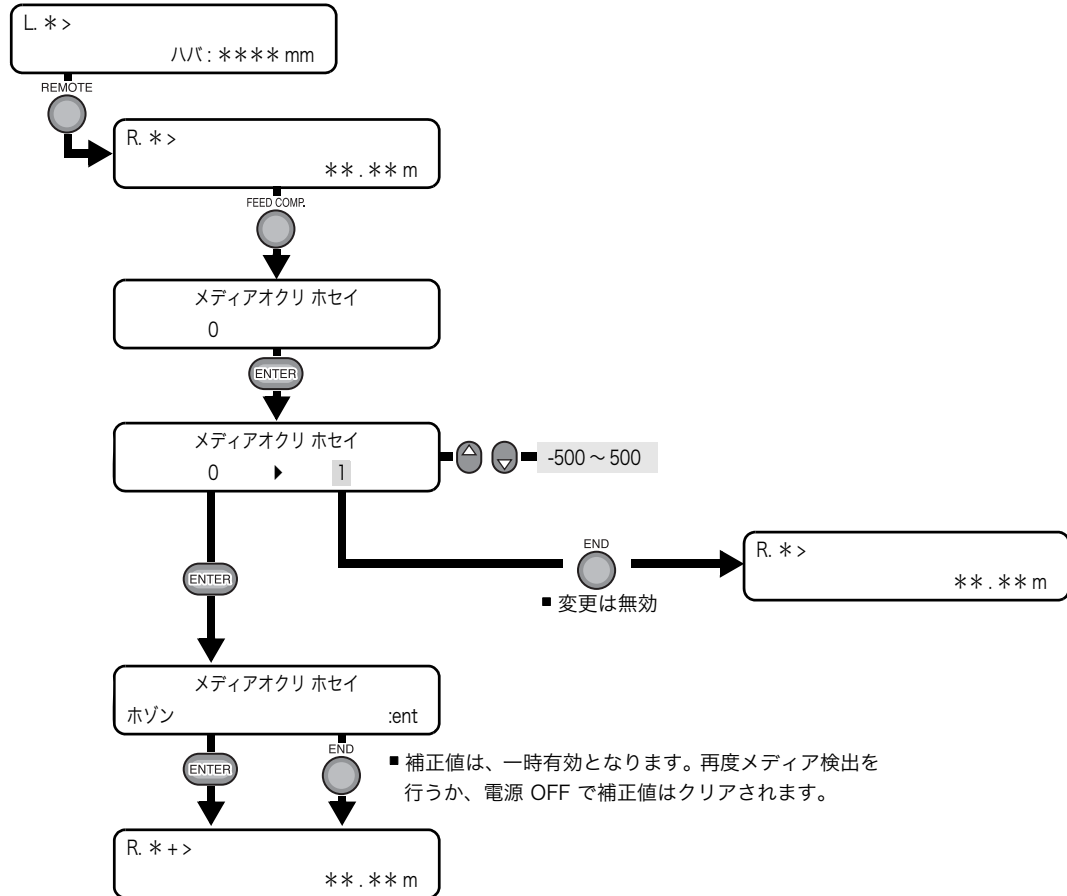 L. ＊ >
ハバ : ＊＊＊＊ mm
REMOTE
R. ＊ >
＊＊ . ＊＊ m
FEED COMP.
メディアオクリ ホセイ
0
ENTER
メディアオクリ ホセイ
0 ▶ 1
-500 ～ 500
END
■ 変更は無効
R. ＊ >
＊＊ . ＊＊ m
ENTER
メディアオクリ ホセイ
ホゾン :ent
ENTER
END
■ 補正値は、一時有効となります。再度メディア検出を
行うか、電源 OFF で補正値はクリアされます。
R. ＊ + >
＊＊ . ＊＊ m